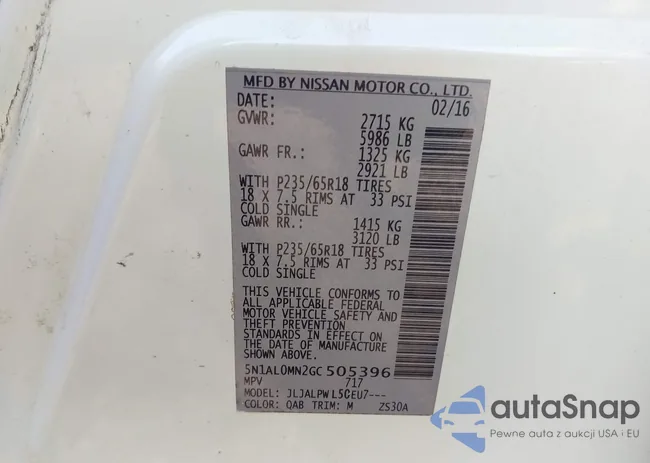 MFD BY NISSAN MOTOR CO., LTD.
DATE: 02/16
GVWR: 2715 KG
5986 LB
GAWR FR.: 1325 KG
2921 LB
WITH P235/65R18 TIRES
18 X 7.5 RIMS AT 33 PSI
COLD SINGLE
GAWR RR.: 1415 KG
3120 LB
WITH P235/65R18 TIRES
18 X 7.5 RIMS AT 33 PSI
COLD SINGLE
THIS VEHICLE CONFORMS TO
ALL APPLICABLE FEDERAL
MOTOR VEHICLE SAFETY AND
THEFT PREVENTION
STANDARDS IN EFFECT ON
THE DATE OF MANUFACTURE
SHOWN ABOVE.
5N1AL0MN2GC505396
MPV 717
MODEL: JLJALPWL50EU7---
COLOR: QAB TRIM: M ZS30A
autoSnap
Pewne auta z aukcji USA i EU